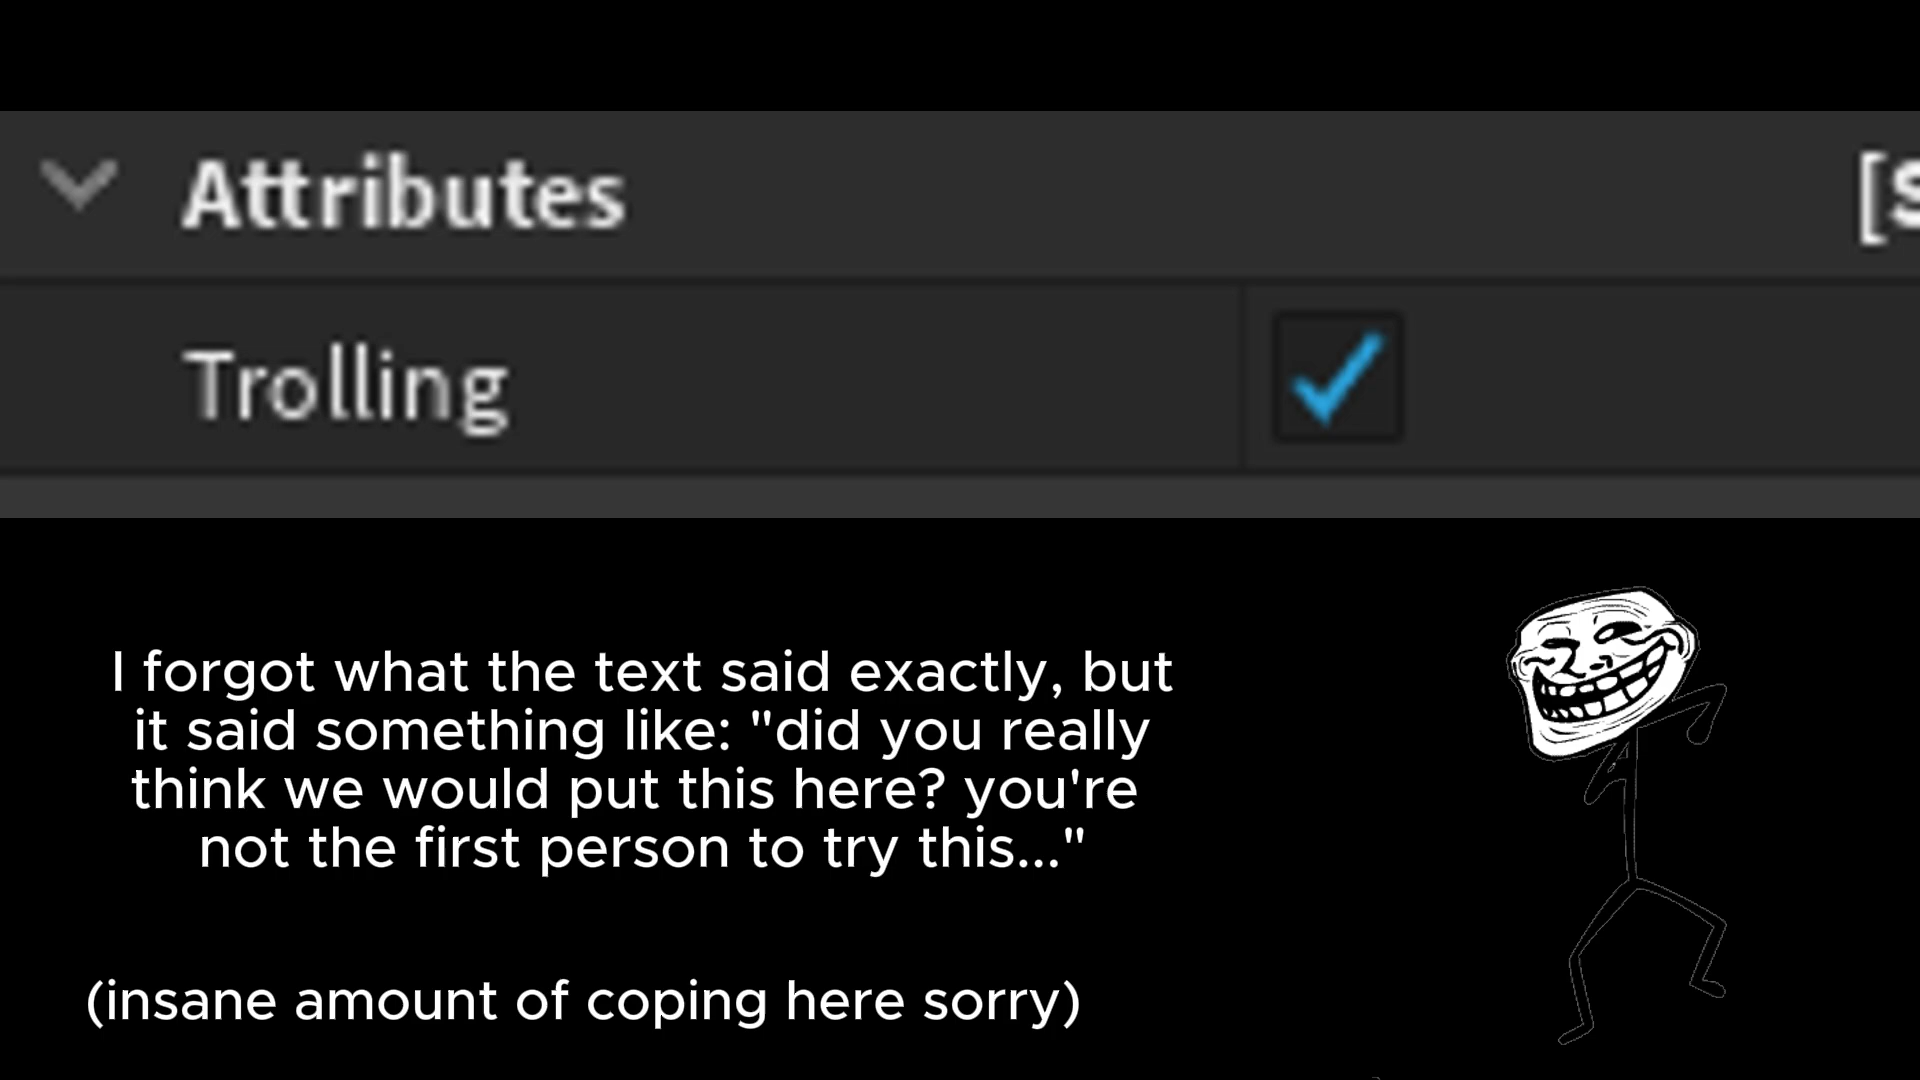 Attributes
[S
Trolling
I forgot what the text said exactly, but
it said something like: "did you really
think we would put this here? you're
not the first person to try this..."
(insane amount of coping here sorry)